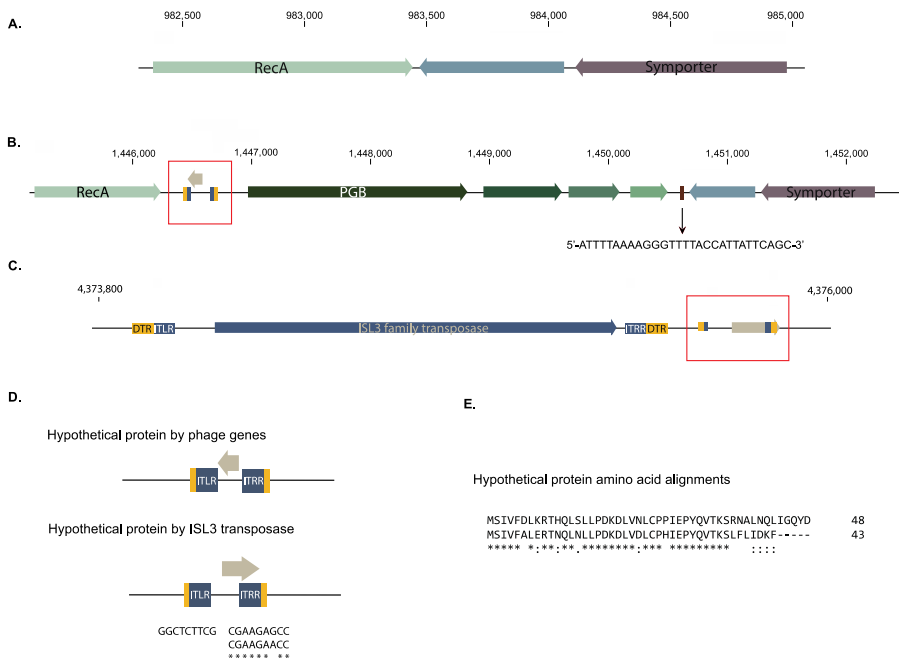 A.
982,500 983,000 983,500 984,000 984,500 985,000
RecA Symporter
B.
1,446,000 1,447,000 1,448,000 1,449,000 1,450,000 1,451,000 1,452,000
RecA PGB Symporter
5'-ATTTTAAAAGGGTTTTACCATTATTCAGC-3'
C.
4,373,800 4,376,000
DTR ITLR ISL3 family transposase ITRR DTR
D.
Hypothetical protein by phage genes
ITLR ITRR
Hypothetical protein by ISL3 transposase
ITLR ITRR
GGCTCTTCG CGAAGAGCC
CGAAGAACC
****** **
E.
Hypothetical protein amino acid alignments
MSIVFDLKRTHQLSLLPDKDLVNLCPPIEPYQVTKSRNALNQLIGQYD 48
MSIVFALERTNQLNLLPDKDLVDLCPHIEPYQVTKSLFLIDKF----- 43
***** *:**:**.********:*** *********   ::::